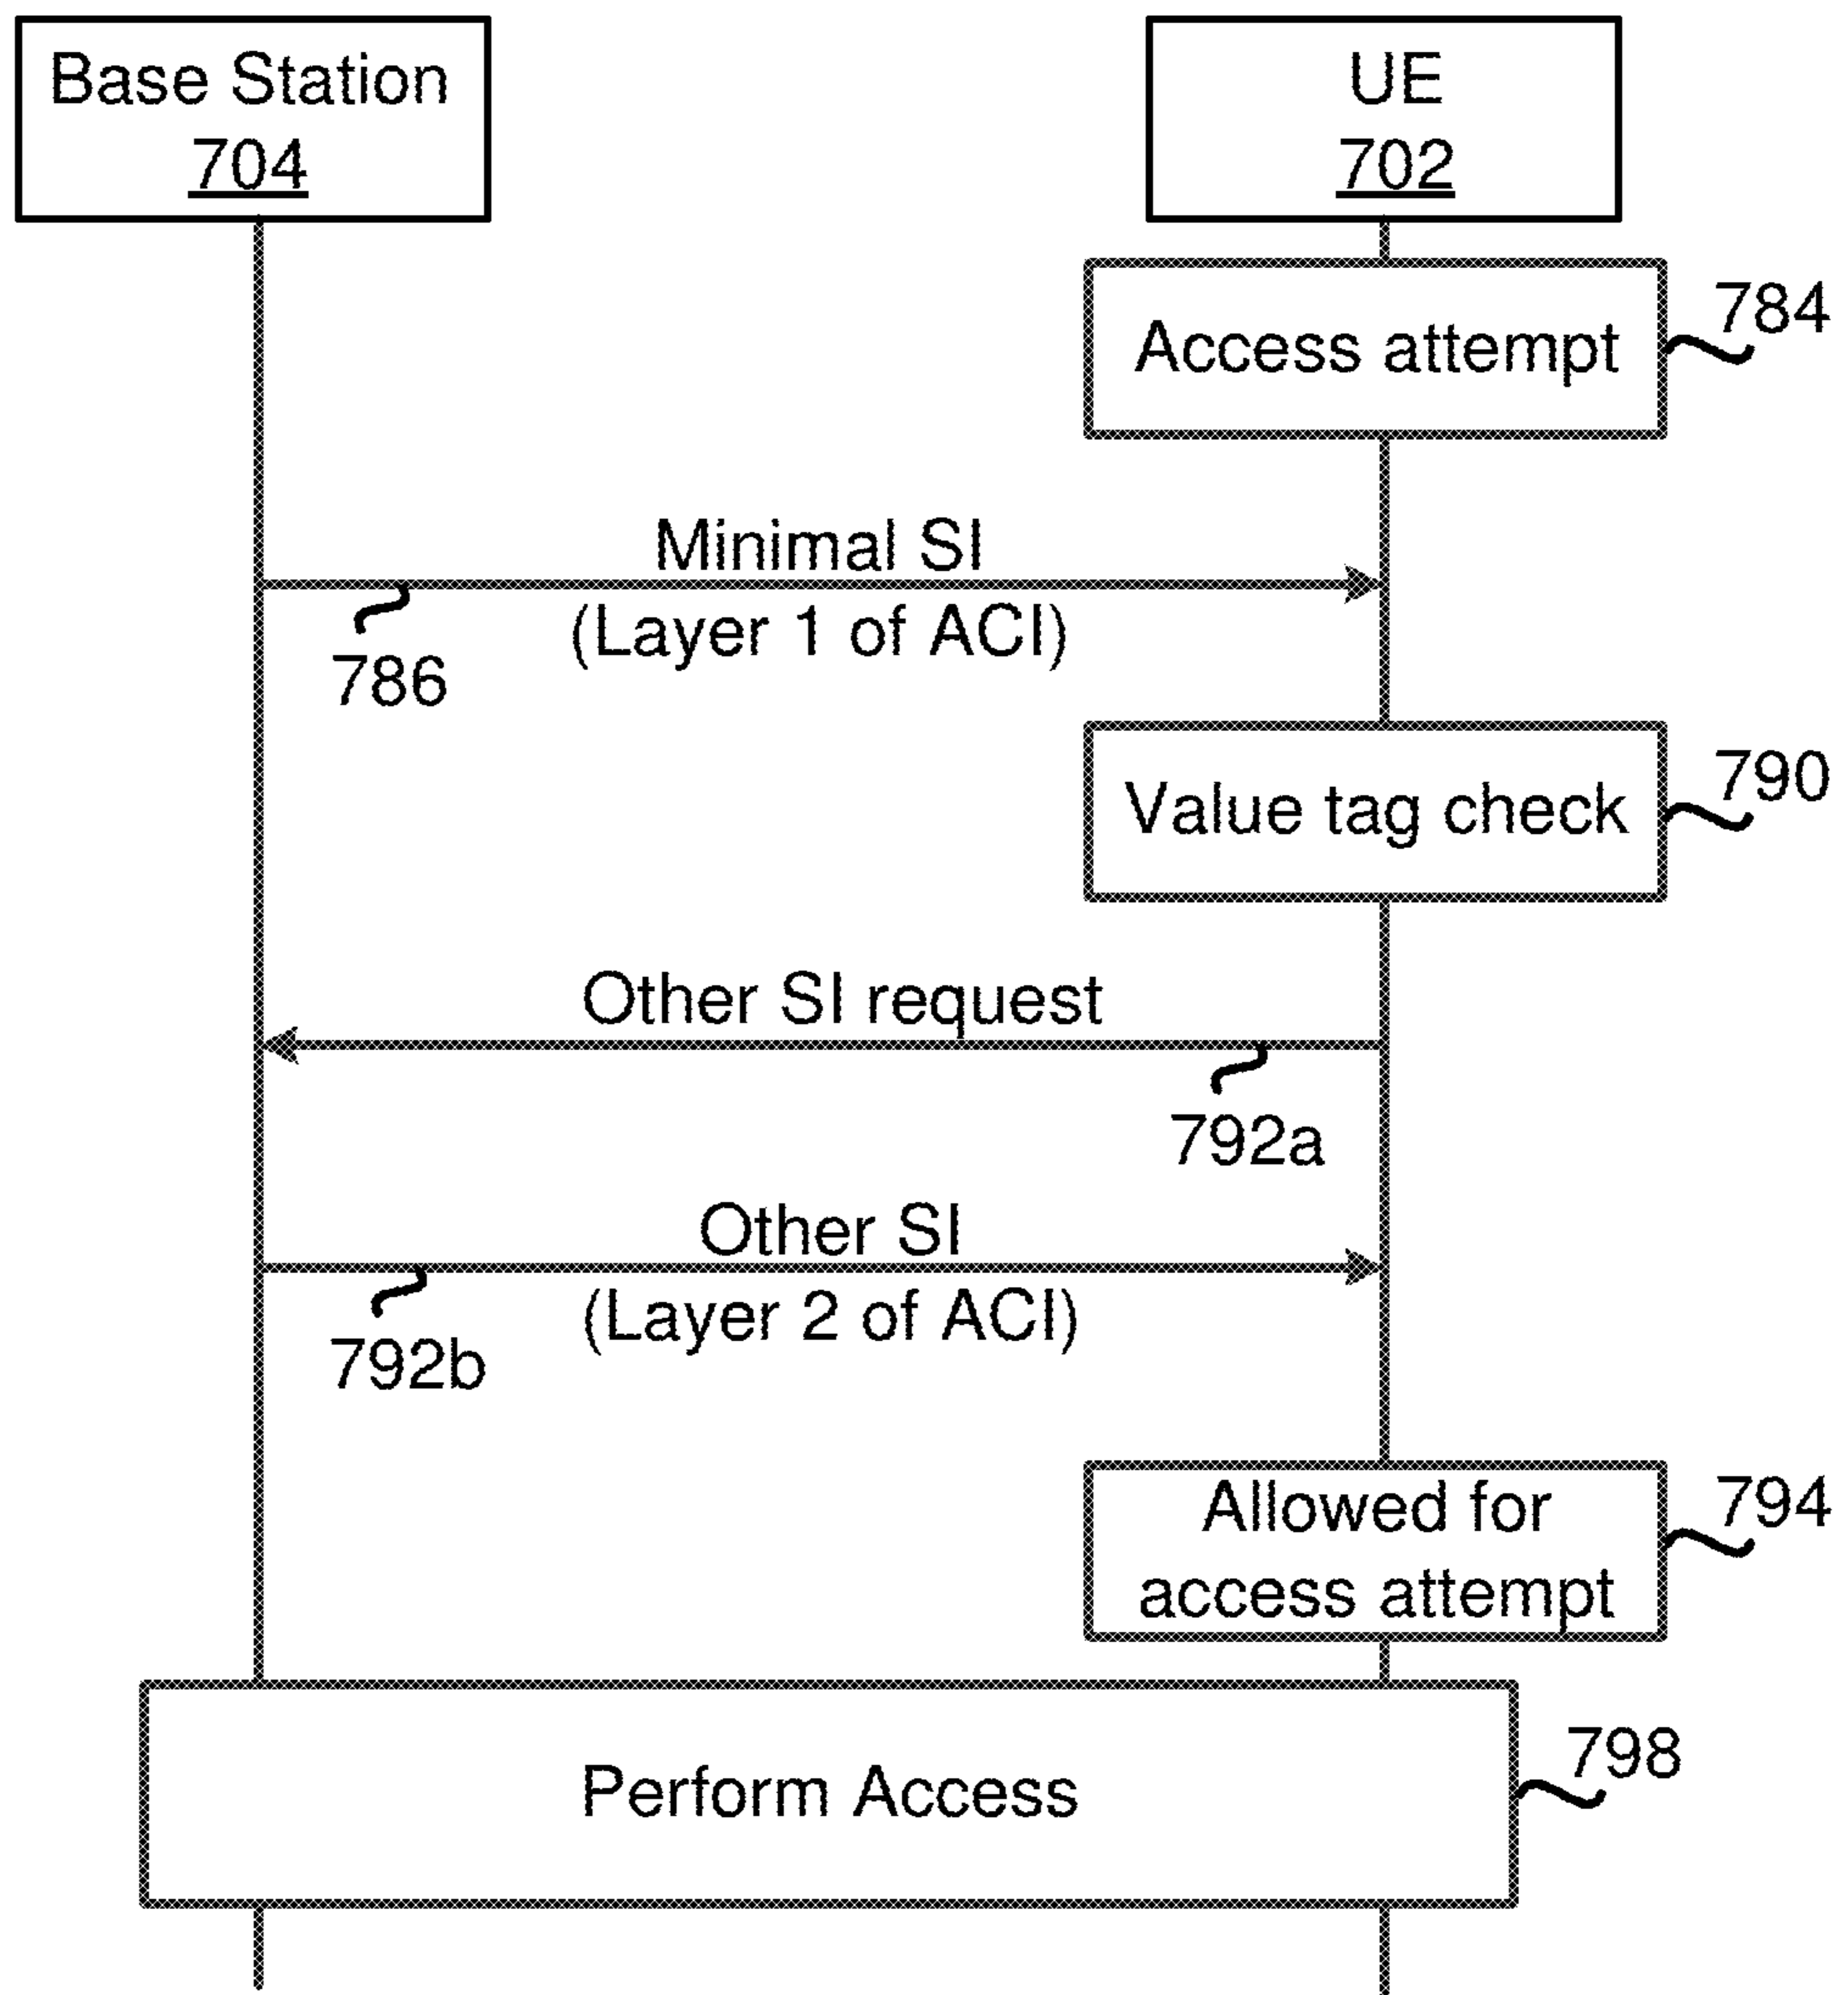 Base Station
704
UE
702
Access attempt
784
Minimal SI
(Layer 1 of ACI)
786
Value tag check
790
Other SI request
792a
Other SI
(Layer 2 of ACI)
792b
Allowed for
access attempt
794
Perform Access
798